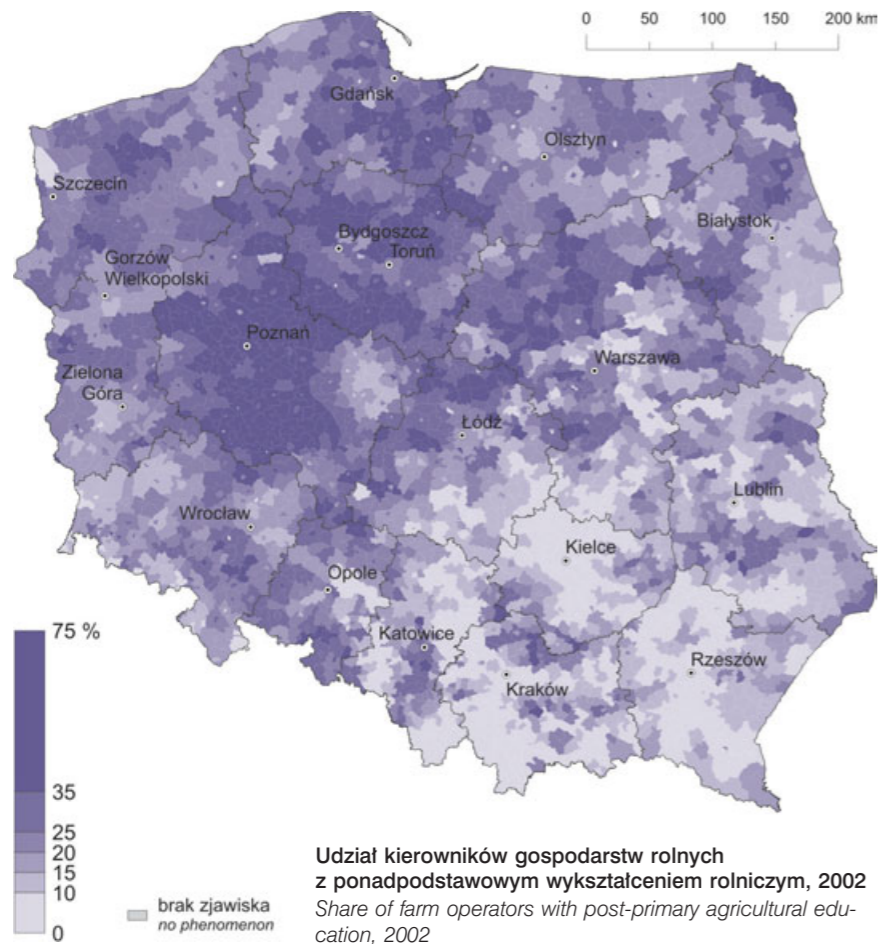 0 50 100 150 200 km
Gdańsk
Olsztyn
Szczecin
Bydgoszcz
Toruń
Białystok
Gorzów
Wielkopolski
Poznań
Warszawa
Zielona
Góra
Łódź
Lublin
Wrocław
Kielce
Opole
Katowice
Rzeszów
Kraków
75 %
35
25
20
15
10
0
brak zjawiska
no phenomenon
Udział kierowników gospodarstw rolnych
z ponadpodstawowym wykształceniem rolniczym, 2002
Share of farm operators with post-primary agricultural edu-
cation, 2002